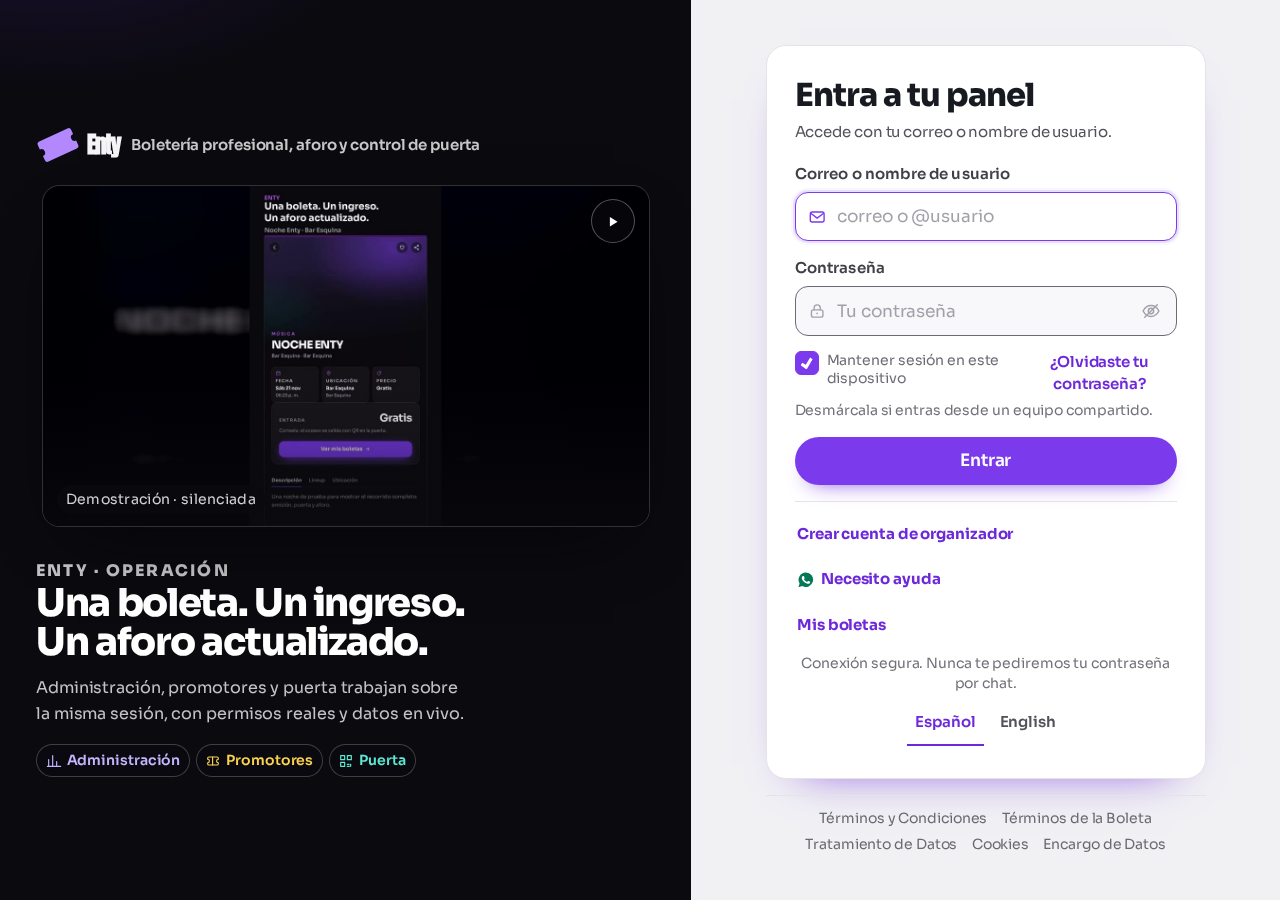 Enty
Boletería profesional, aforo y control de puerta
ENTY
Una boleta. Un ingreso.
Un aforo actualizado.
Noche Enty · Bar Esquina
MÚSICA
NOCHE ENTY
Bar Esquina · Bar Esquina
FECHA
Sáb 21 nov
UBICACIÓN
Bar Esquina
Bar Esquina
PRECIO
Gratis
ENTRADA
Gratis
Ver mis boletas →
Descripción Lineup Ubicación
Demostración · silenciada
ENTY · OPERACIÓN
Una boleta. Un ingreso.
Un aforo actualizado.
Administración, promotores y puerta trabajan sobre
la misma sesión, con permisos reales y datos en vivo.
Administración
Promotores
Puerta
Entra a tu panel
Accede con tu correo o nombre de usuario.
Correo o nombre de usuario
correo o @usuario
Contraseña
Tu contraseña
Mantener sesión en este
dispositivo
¿Olvidaste tu
contraseña?
Desmárcala si entras desde un equipo compartido.
Entrar
Crear cuenta de organizador
Necesito ayuda
Mis boletas
Conexión segura. Nunca te pediremos tu contraseña
por chat.
Español English
Términos y Condiciones Términos de la Boleta
Tratamiento de Datos Cookies Encargo de Datos